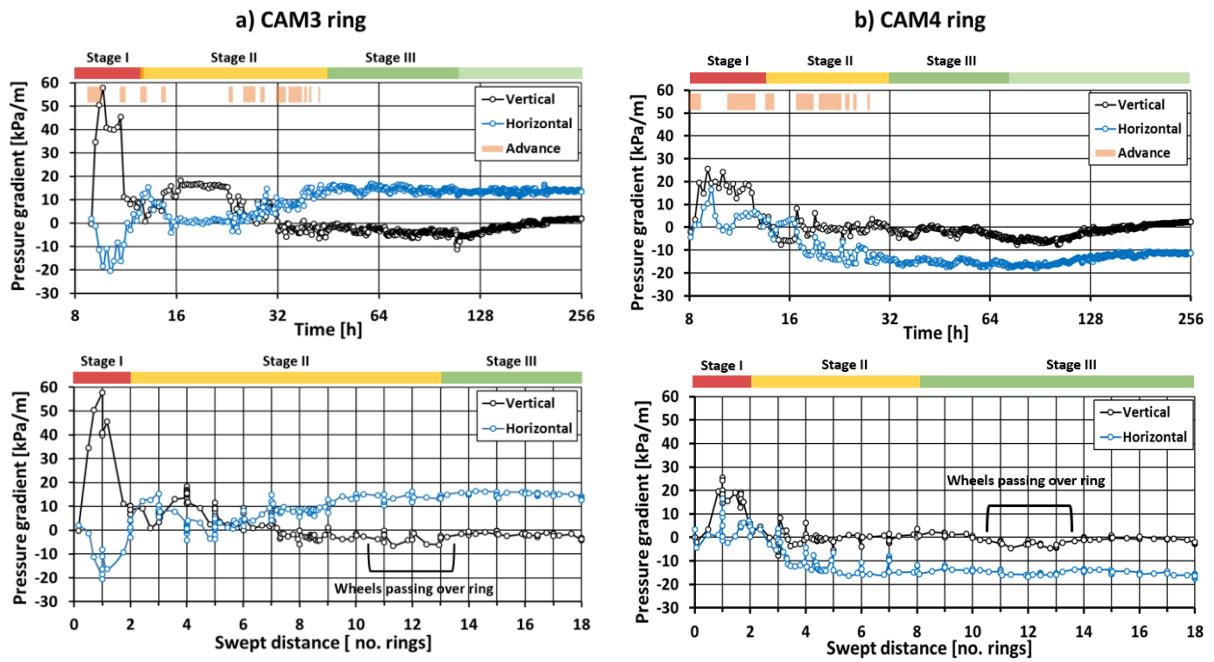 a) CAM3 ring
b) CAM4 ring
Stage I
Stage II
Stage III
Pressure gradient [kPa/m]
60
50
40
30
20
10
0
-10
-20
-30
Vertical
Horizontal
Advance
8
16
32
64
128
256
Time [h]
Stage I
Stage II
Stage III
Pressure gradient [kPa/m]
60
50
40
30
20
10
0
-10
-20
-30
Vertical
Horizontal
Advance
8
16
32
64
128
256
Time [h]
Stage I
Stage II
Stage III
Pressure gradient [kPa/m]
60
50
40
30
20
10
0
-10
-20
-30
Vertical
Horizontal
Wheels passing over ring
0
2
4
6
8
10
12
14
16
18
Swept distance [ no. rings]
Stage I
Stage II
Stage III
Pressure gradient [kPa/m]
60
50
40
30
20
10
0
-10
-20
-30
Vertical
Horizontal
Wheels passing over ring
0
2
4
6
8
10
12
14
16
18
Swept distance [no. rings]